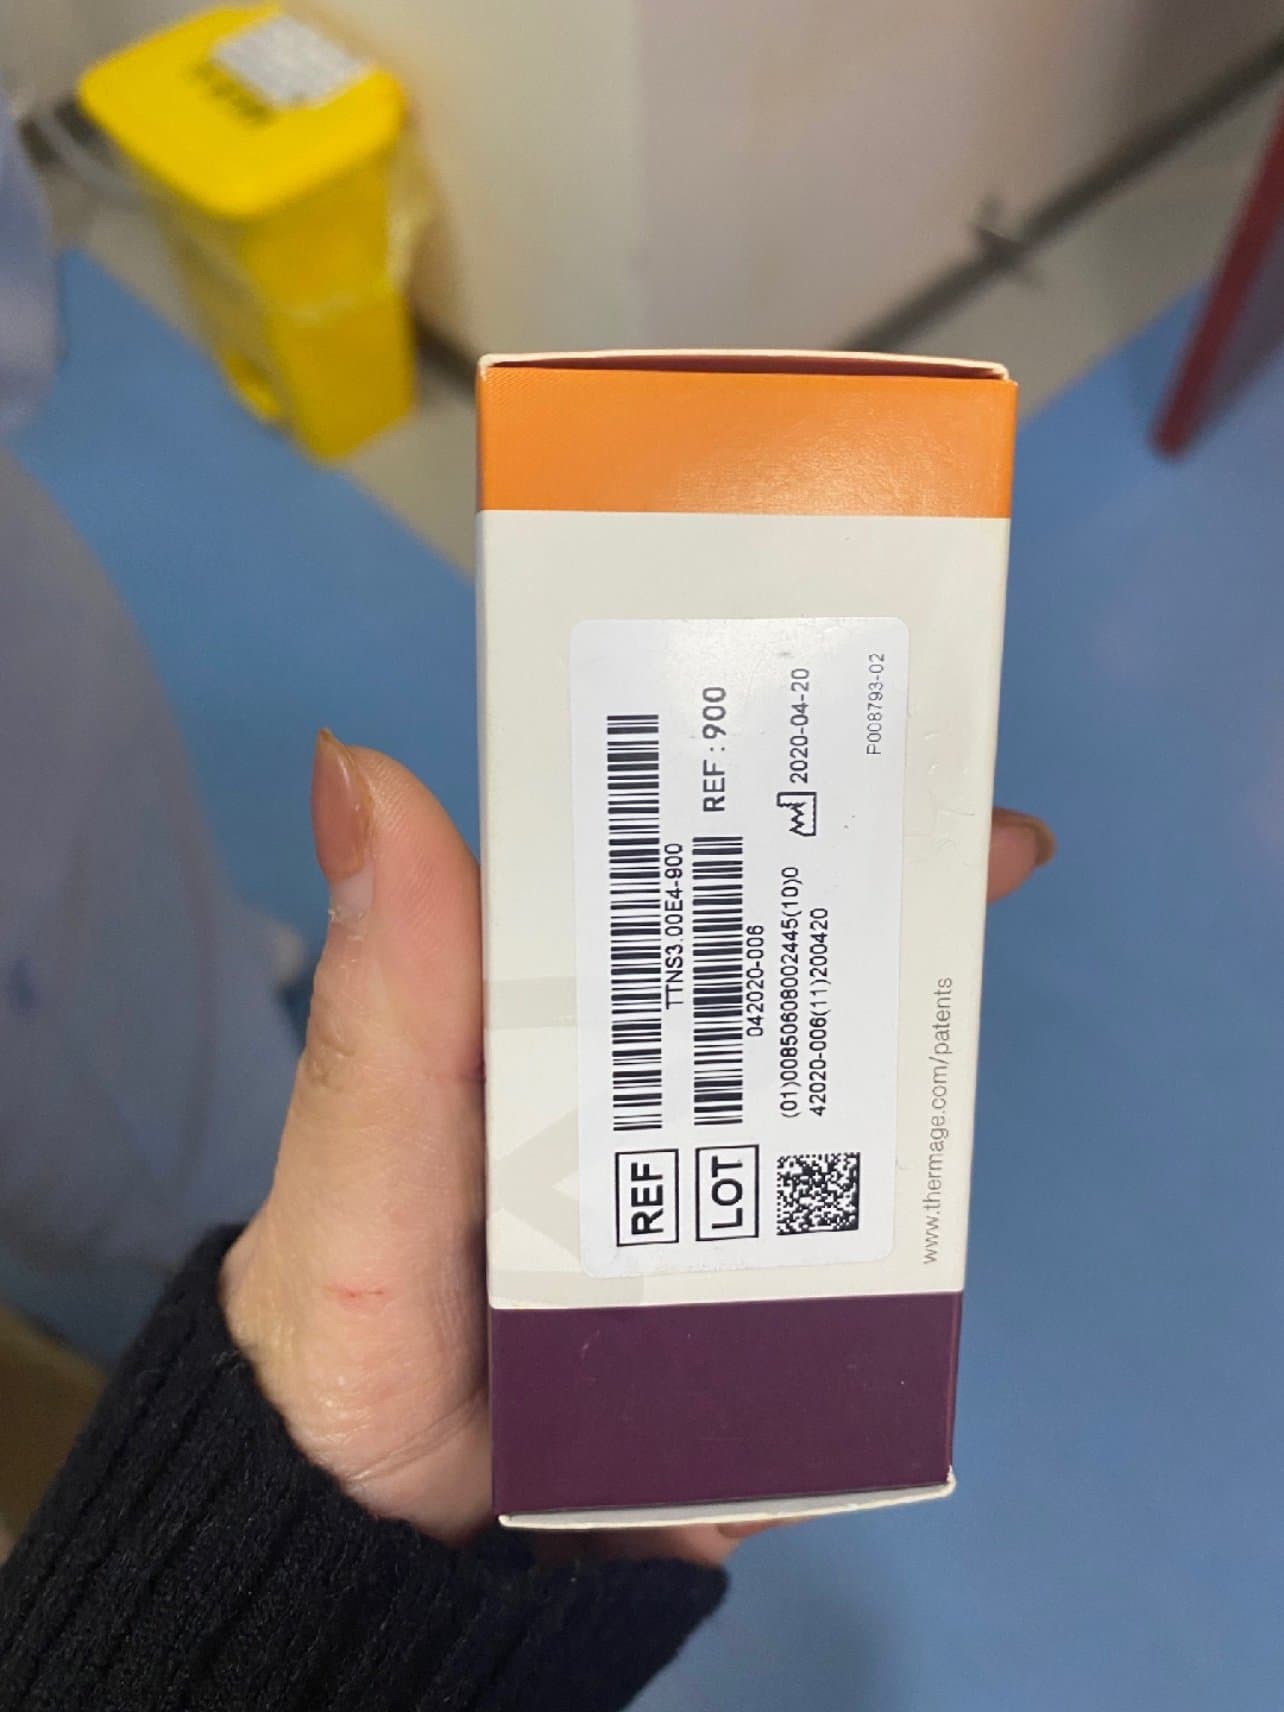 REF
TTNS3.00E4-900
LOT
REF : 900
042020-006
(01)00850608002445(10)0
42020-006(11)200420
2020-04-20
P008793-02
www.thermage.com/patents